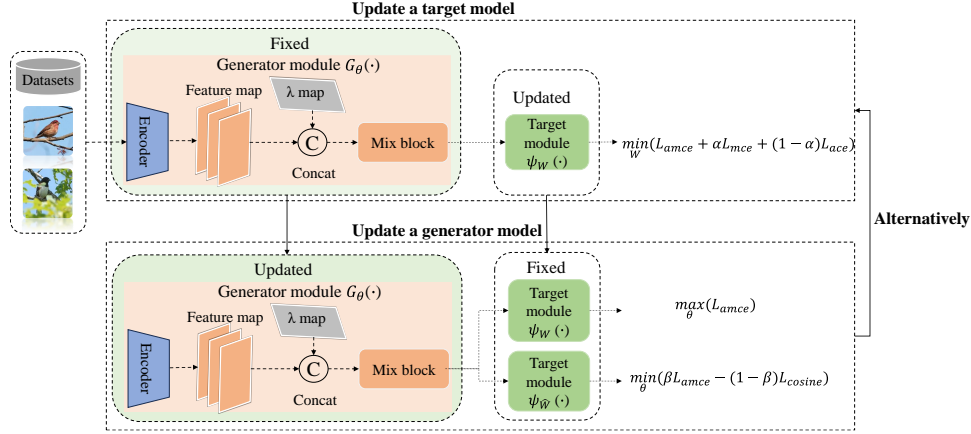 Update a target model
Datasets
Fixed
Generator module G_θ(·)
Feature map
λ map
Encoder
C
Concat
Mix block
Updated
Target
module
ψ_W(·)
min_W(L_amce + αL_mce + (1 − α)L_ace)
Alternatively
Update a generator model
Updated
Generator module G_θ(·)
Feature map
λ map
Encoder
C
Concat
Mix block
Fixed
Target
module
ψ_W(·)
max_θ(L_amce)
Target
module
ψ_Ŵ(·)
min_θ(βL_amce − (1 − β)L_cosine)